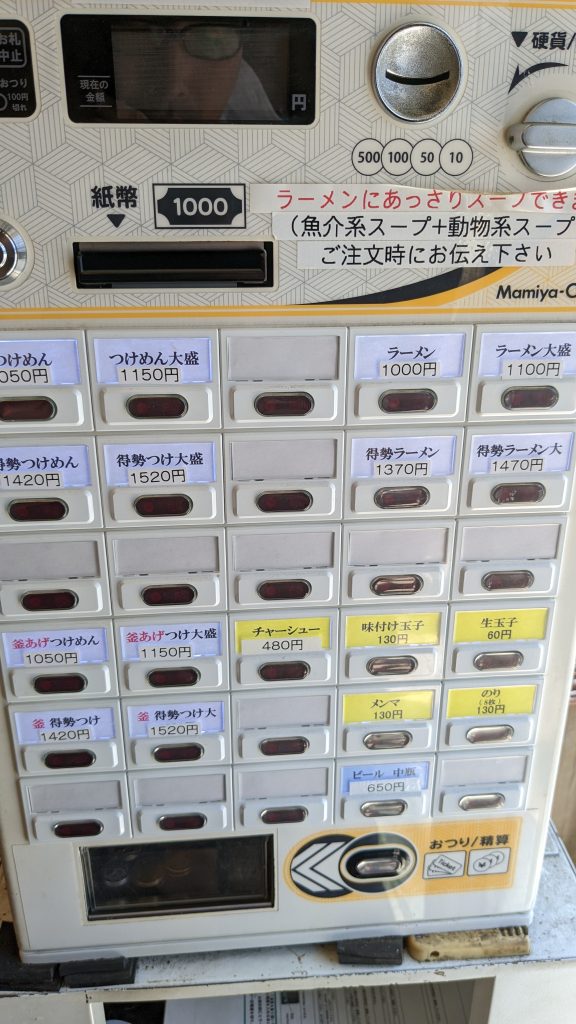 お札
中止
おつり
100円
切れ
現在の
金額
円
▼硬貨/
500 100 50 10
紙幣
▼
1000
ラーメンにあっさりスープできま
(魚介系スープ+動物系スープ
ご注文時にお伝え下さい
Mamiya-O
つけめん
050円
つけめん大盛
1150円
ラーメン
1000円
ラーメン大盛
1100円
得勢つけめん
1420円
得勢つけ大盛
1520円
得勢ラーメン
1370円
得勢ラーメン大
1470円
釜あげつけめん
1050円
釜あげつけ大盛
1150円
チャーシュー
480円
味付け玉子
130円
生玉子
60円
釜 得勢つけ
1420円
釜 得勢つけ大
1520円
メンマ
130円
のり
(8枚)
130円
ビール 中瓶
650円
おつり/精算
Ticket